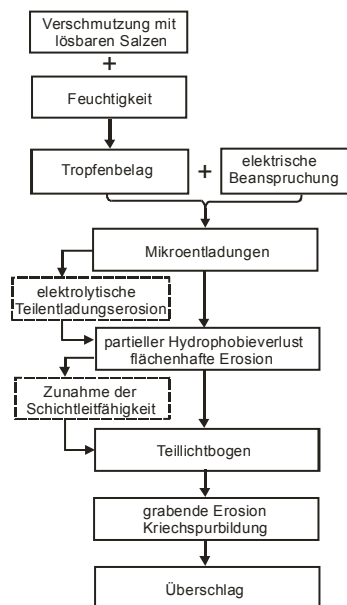 Verschmutzung mit
lösbaren Salzen
+
Feuchtigkeit
Tropfenbelag
+
elektrische
Beanspruchung
Mikroentladungen
elektrolytische
Teilentladungserosion
partieller Hydrophobieverlust
flächenhafte Erosion
Zunahme der
Schichtleitfähigkeit
Teillichtbogen
grabende Erosion
Kriechspurbildung
Überschlag